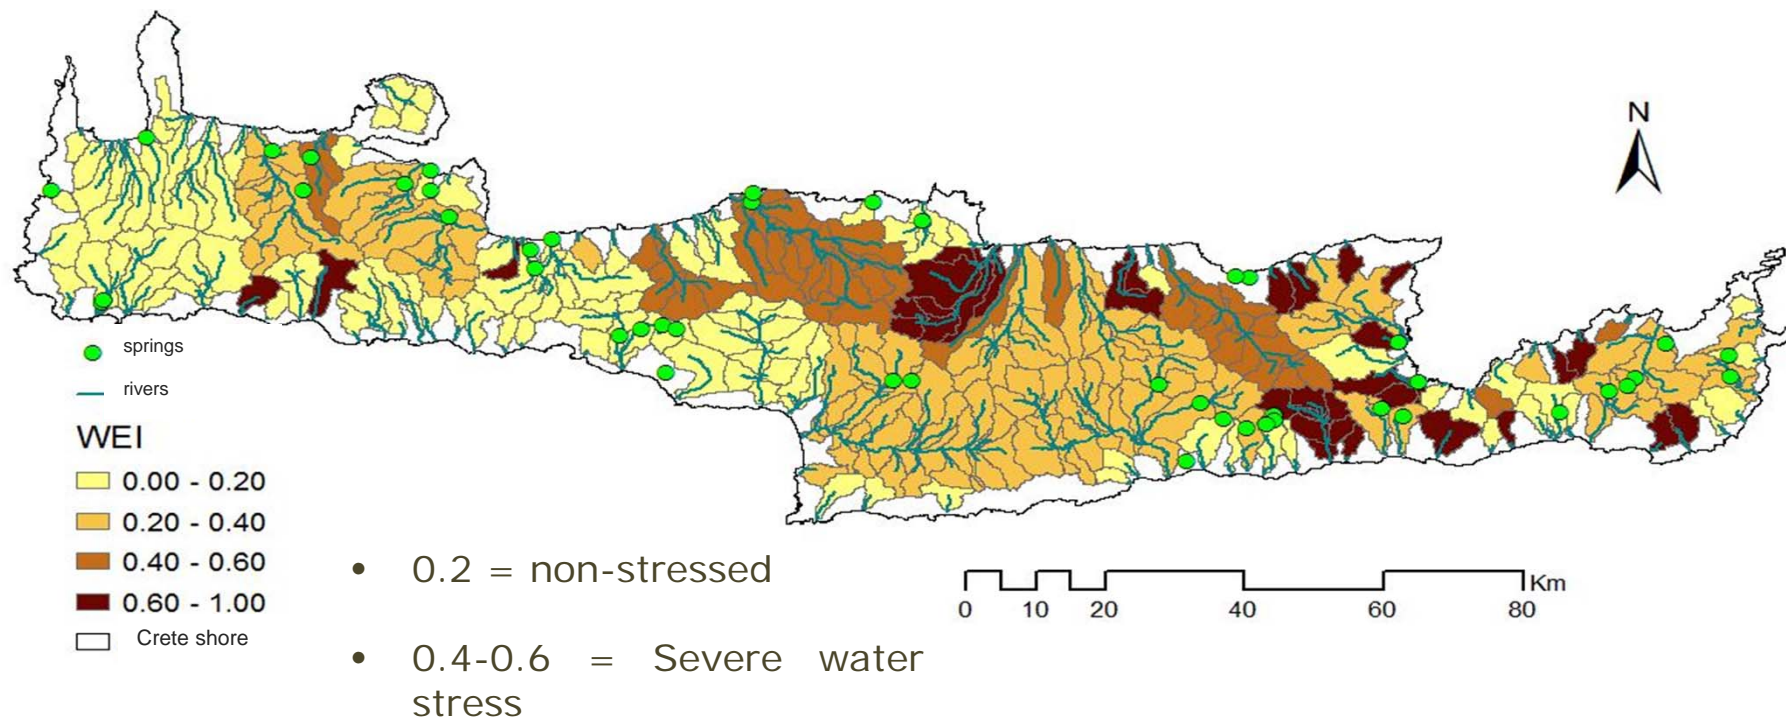 N
springs
rivers
WEI
0.00 - 0.20
0.20 - 0.40
0.40 - 0.60
0.60 - 1.00
Crete shore
• 0.2 = non-stressed
• 0.4-0.6 = Severe water
stress
Km
0 10 20 40 60 80